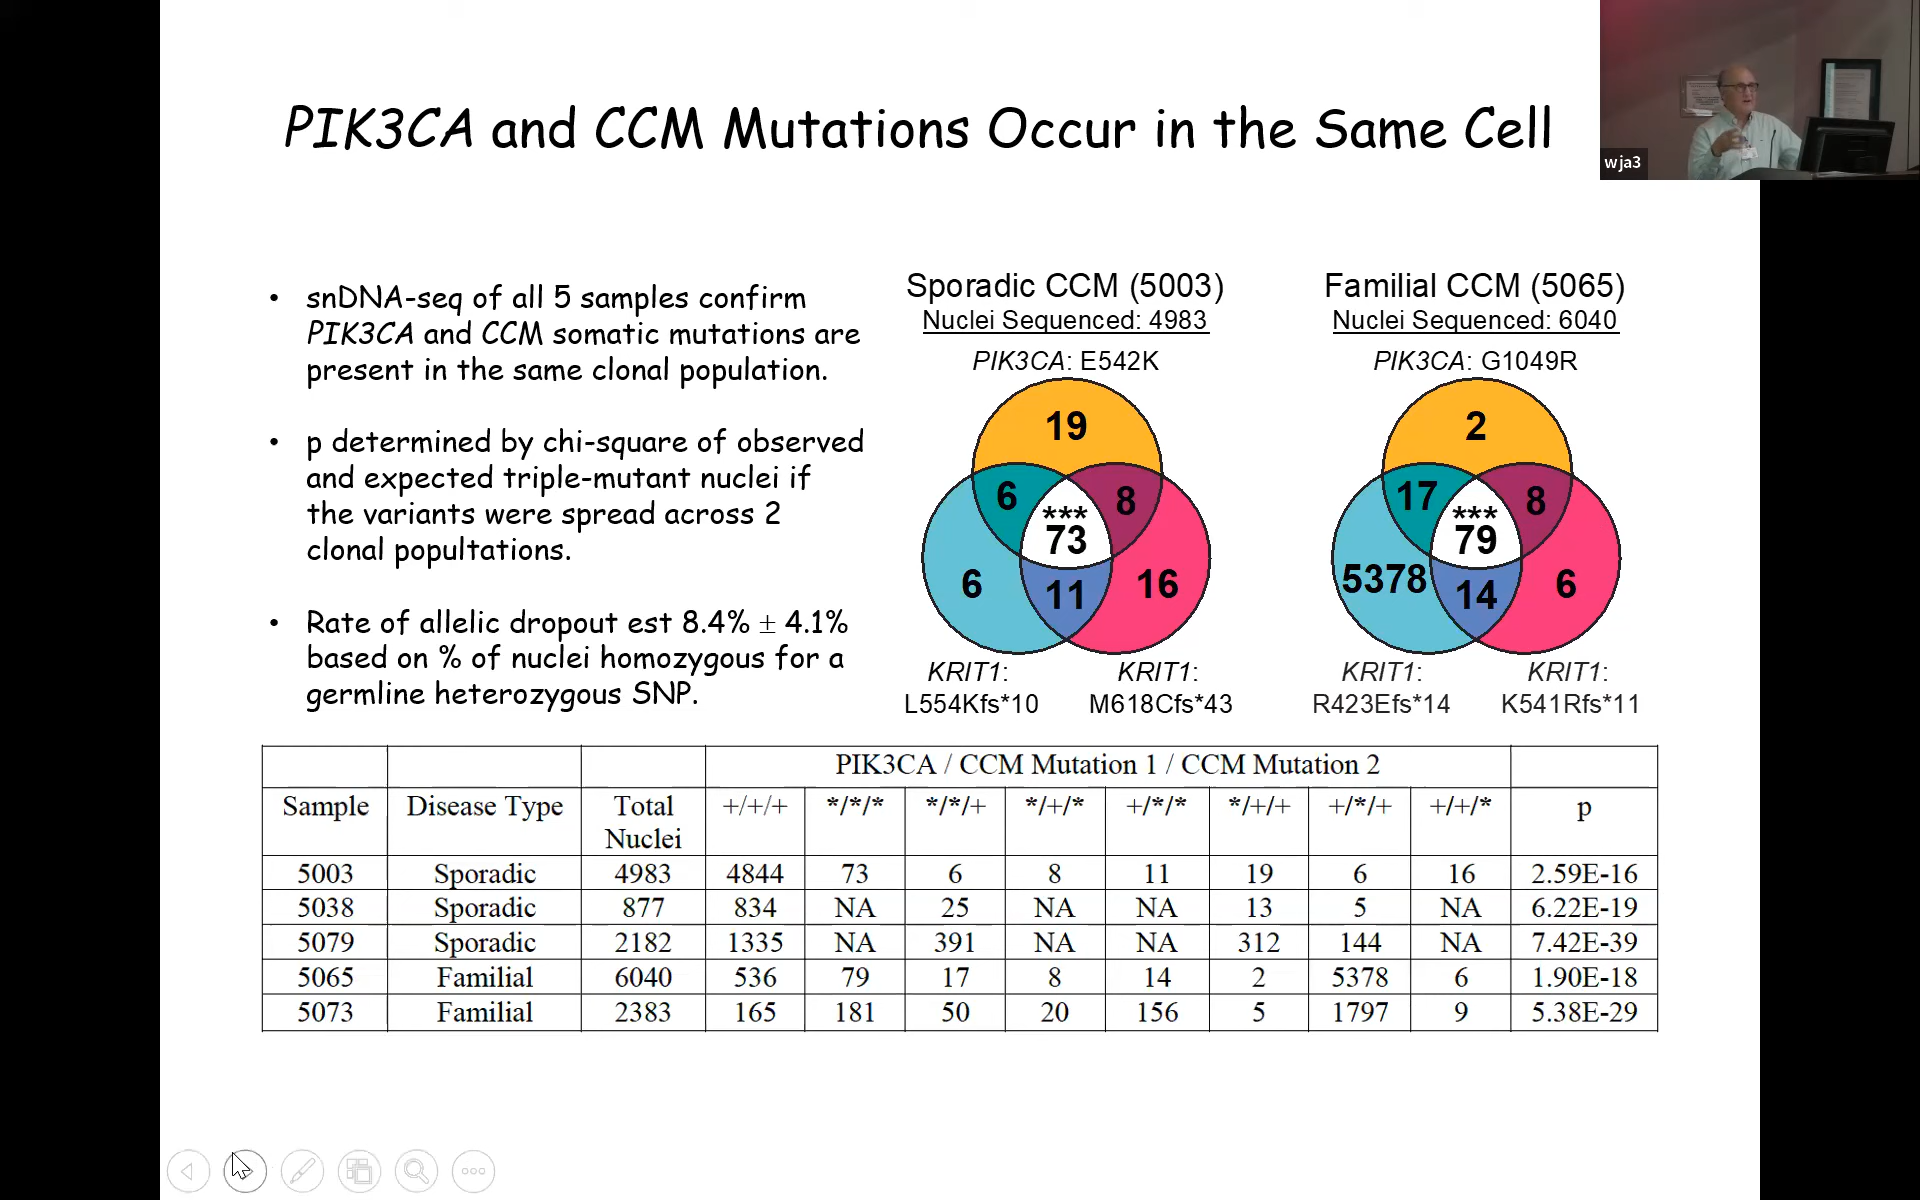 PIK3CA and CCM Mutations Occur in the Same Cell
wja3
• snDNA-seq of all 5 samples confirm
PIK3CA and CCM somatic mutations are
present in the same clonal population.
• p determined by chi-square of observed
and expected triple-mutant nuclei if
the variants were spread across 2
clonal popultations.
• Rate of allelic dropout est 8.4% ± 4.1%
based on % of nuclei homozygous for a
germline heterozygous SNP.
Sporadic CCM (5003)
Nuclei Sequenced: 4983
PIK3CA: E542K
19
6
8
***
73
6
11
16
KRIT1:
L554Kfs*10
KRIT1:
M618Cfs*43
Familial CCM (5065)
Nuclei Sequenced: 6040
PIK3CA: G1049R
2
17
8
***
79
5378
14
6
KRIT1:
R423Efs*14
KRIT1:
K541Rfs*11
PIK3CA / CCM Mutation 1 / CCM Mutation 2
Sample Disease Type Total Nuclei +/+/+ */*/* */*/+ */+/* +/*/* */+/+ +/*/+ +/+/* p
5003 Sporadic 4983 4844 73 6 8 11 19 6 16 2.59E-16
5038 Sporadic 877 834 NA 25 NA NA 13 5 NA 6.22E-19
5079 Sporadic 2182 1335 NA 391 NA NA 312 144 NA 7.42E-39
5065 Familial 6040 536 79 17 8 14 2 5378 6 1.90E-18
5073 Familial 2383 165 181 50 20 156 5 1797 9 5.38E-29